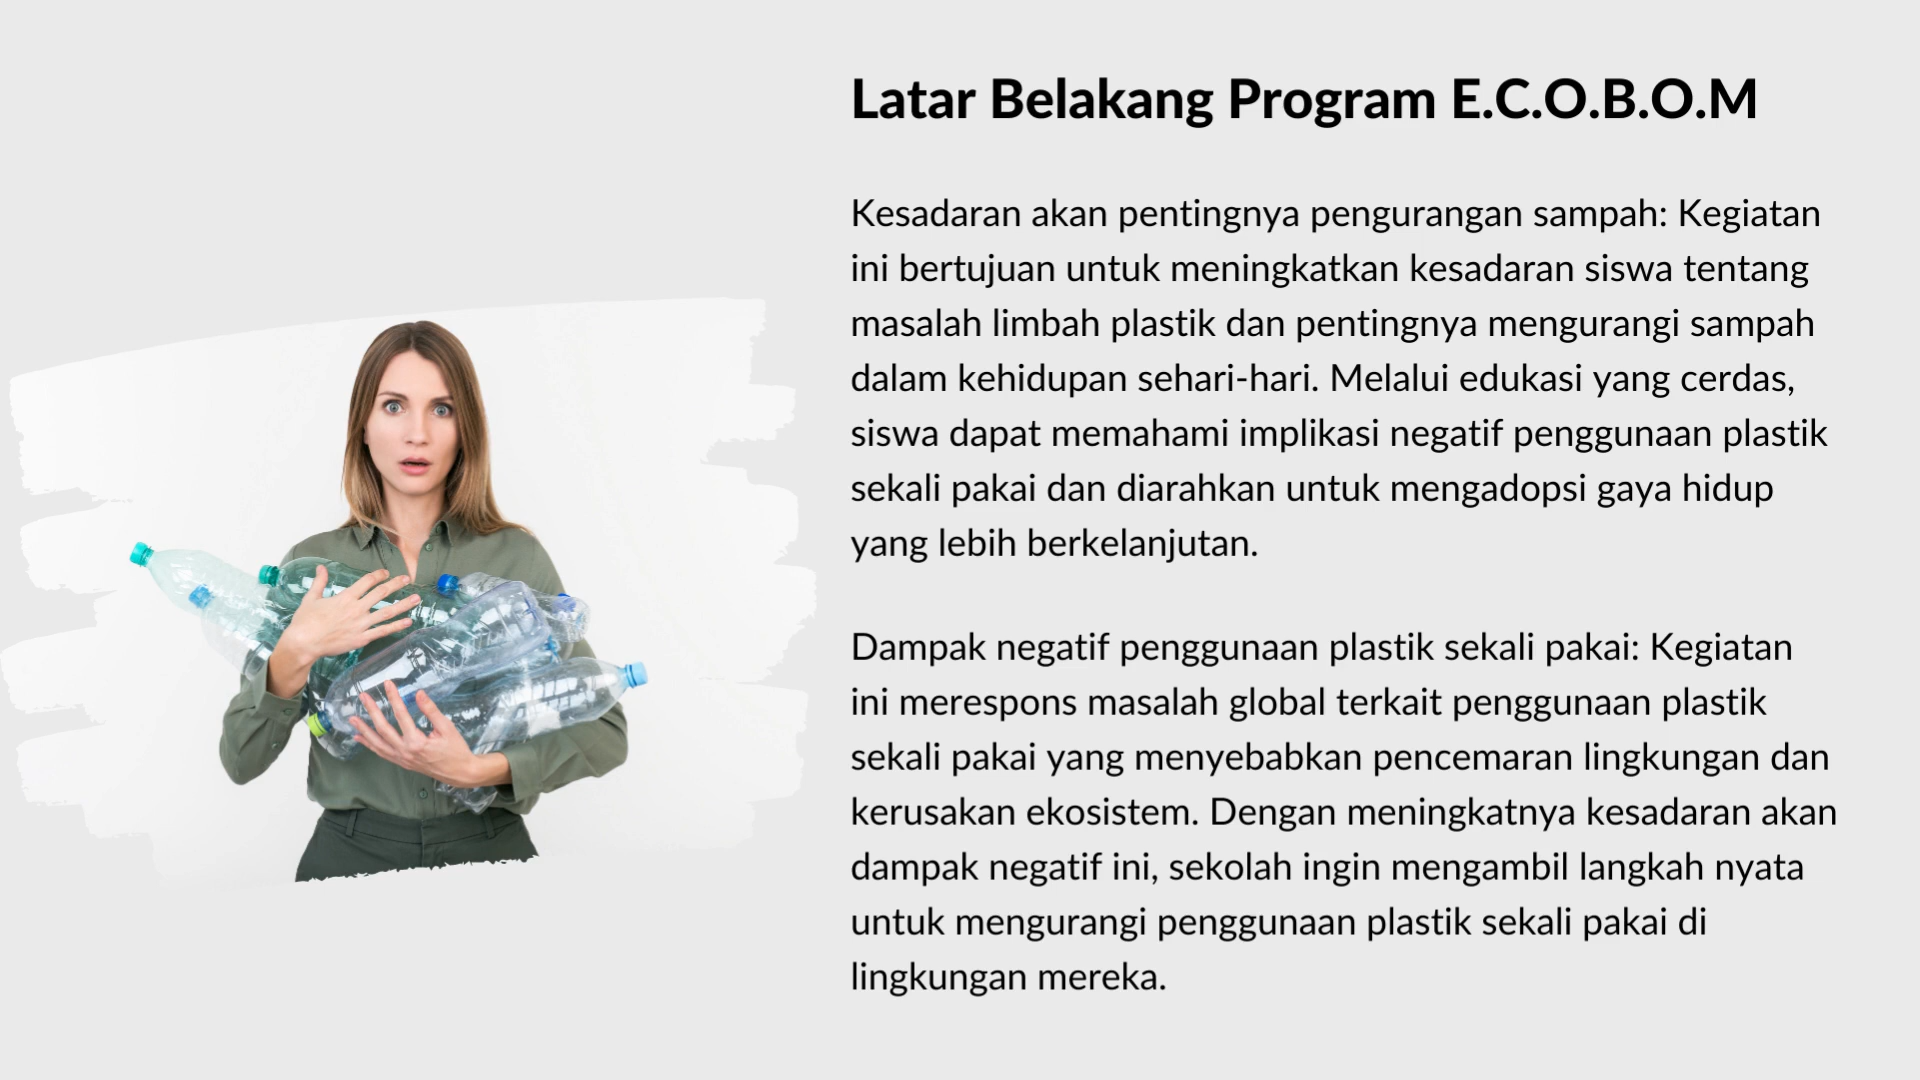 Latar Belakang Program E.C.O.B.O.M
Kesadaran akan pentingnya pengurangan sampah: Kegiatan
ini bertujuan untuk meningkatkan kesadaran siswa tentang
masalah limbah plastik dan pentingnya mengurangi sampah
dalam kehidupan sehari-hari. Melalui edukasi yang cerdas,
siswa dapat memahami implikasi negatif penggunaan plastik
sekali pakai dan diarahkan untuk mengadopsi gaya hidup
yang lebih berkelanjutan.
Dampak negatif penggunaan plastik sekali pakai: Kegiatan
ini merespons masalah global terkait penggunaan plastik
sekali pakai yang menyebabkan pencemaran lingkungan dan
kerusakan ekosistem. Dengan meningkatnya kesadaran akan
dampak negatif ini, sekolah ingin mengambil langkah nyata
untuk mengurangi penggunaan plastik sekali pakai di
lingkungan mereka.